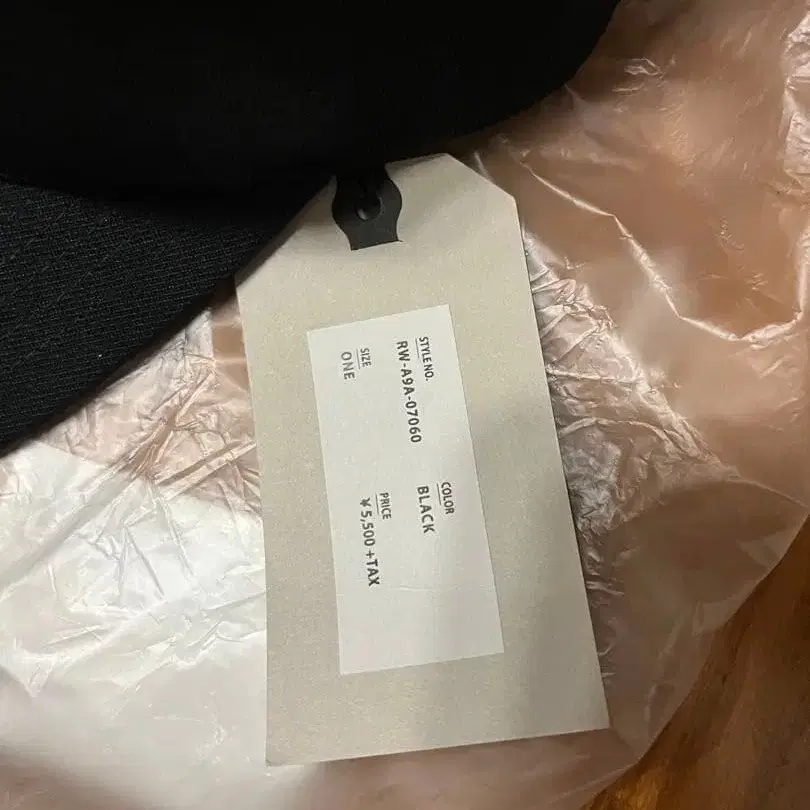 STYLE NO.
RW-A9A-07060
COLOR
BLACK
SIZE
ONE
PRICE
¥5,500+TAX